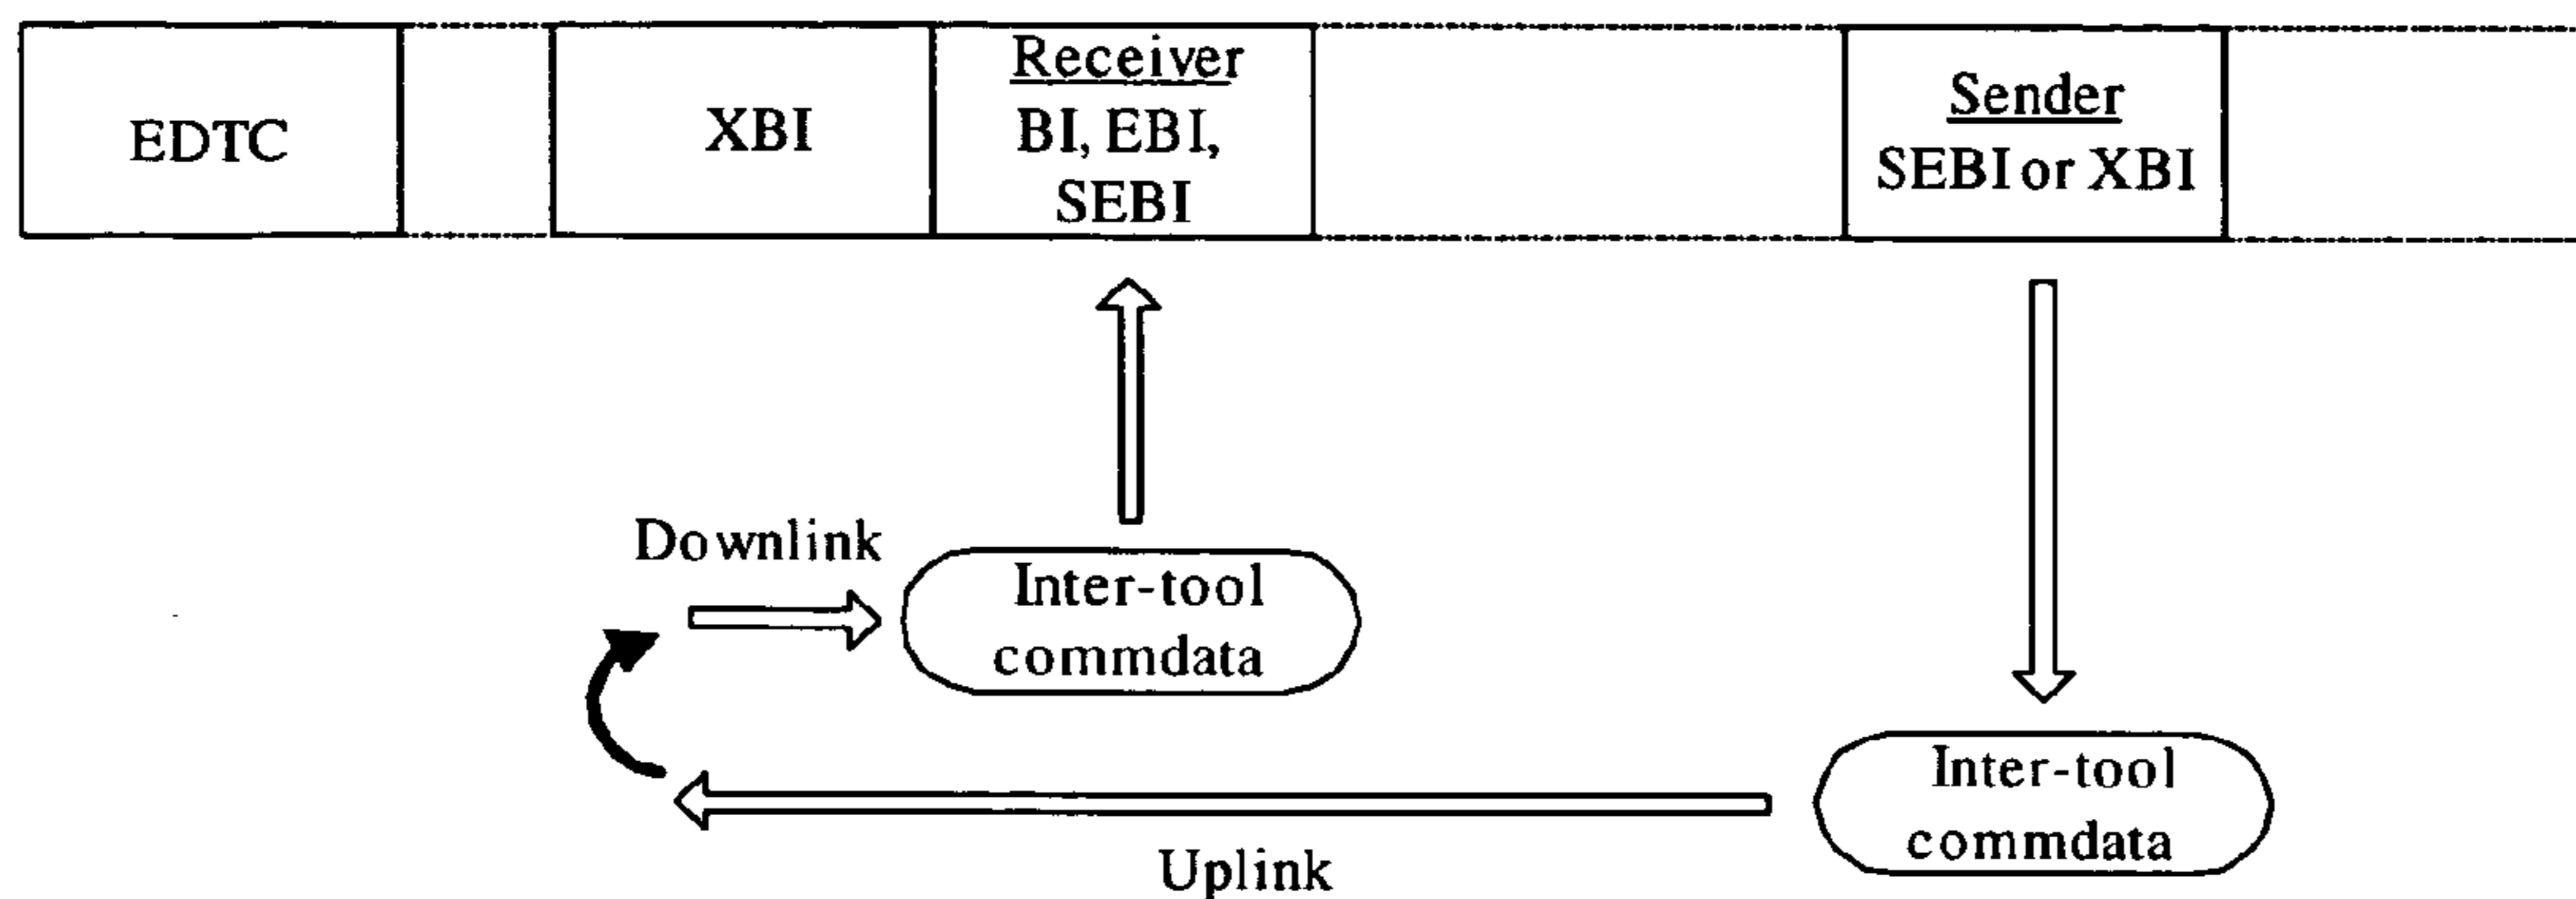 EDTC
XBI
Receiver
BI, EBI,
SEBI
Sender
SEBI or XBI
Downlink
Inter-tool
commdata
Inter-tool
commdata
Uplink